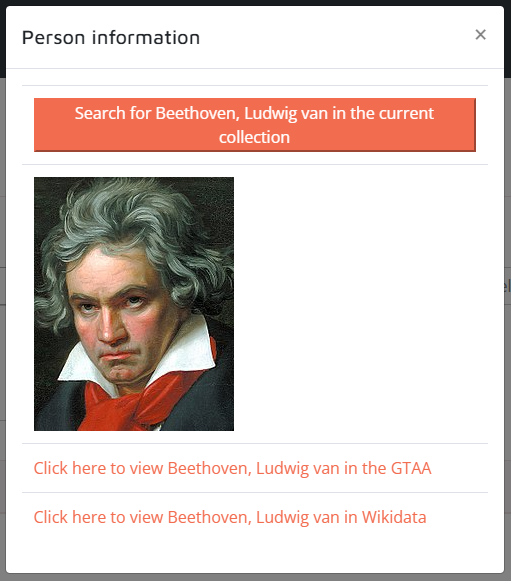 Person information
×
Search for Beethoven, Ludwig van in the current
collection
Click here to view Beethoven, Ludwig van in the GTAA
Click here to view Beethoven, Ludwig van in Wikidata